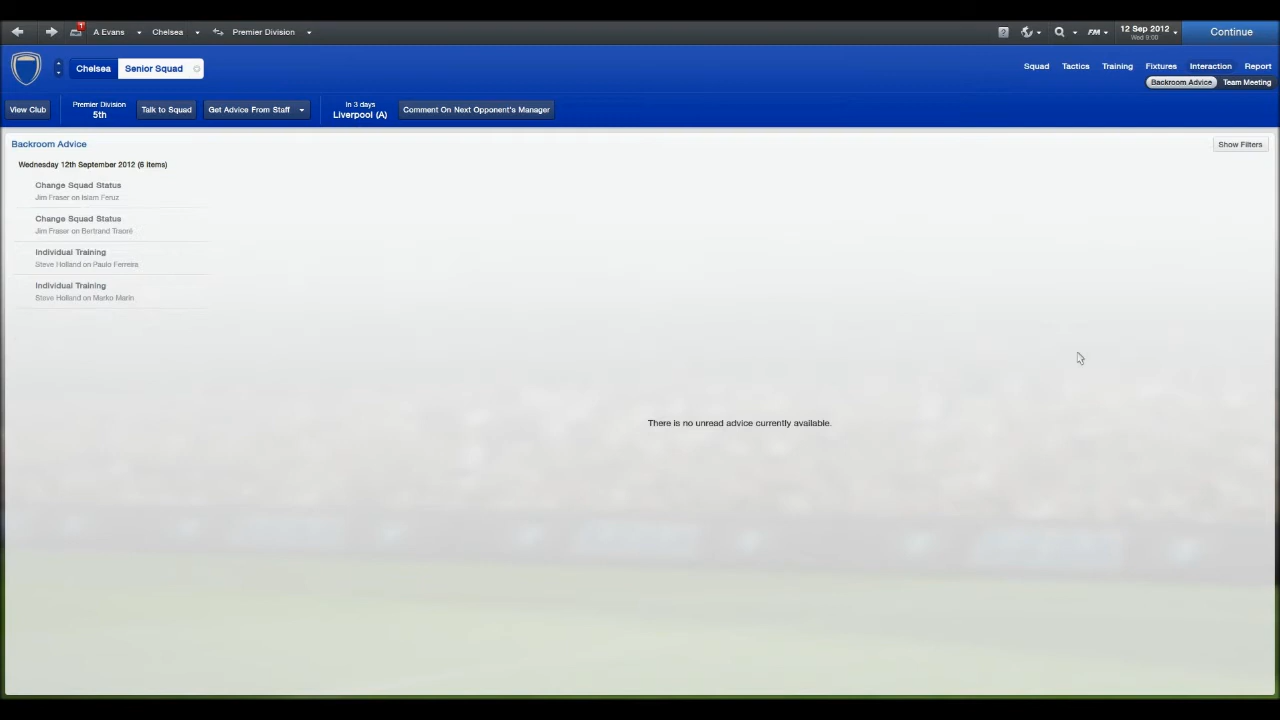 1
A Evans
Chelsea
Premier Division
?
FM
12 Sep 2012
Wed 9:00
Continue
Chelsea
Senior Squad
Squad
Tactics
Training
Fixtures
Interaction
Report
Backroom Advice
Team Meeting
View Club
Premier Division
5th
Talk to Squad
Get Advice From Staff
In 3 days
Liverpool (A)
Comment On Next Opponent's Manager
Backroom Advice
Show Filters
Wednesday 12th September 2012 (6 items)
Change Squad Status
Jim Fraser on Islam Feruz
Change Squad Status
Jim Fraser on Bertrand Traoré
Individual Training
Steve Holland on Paulo Ferreira
Individual Training
Steve Holland on Marko Marin
There is no unread advice currently available.